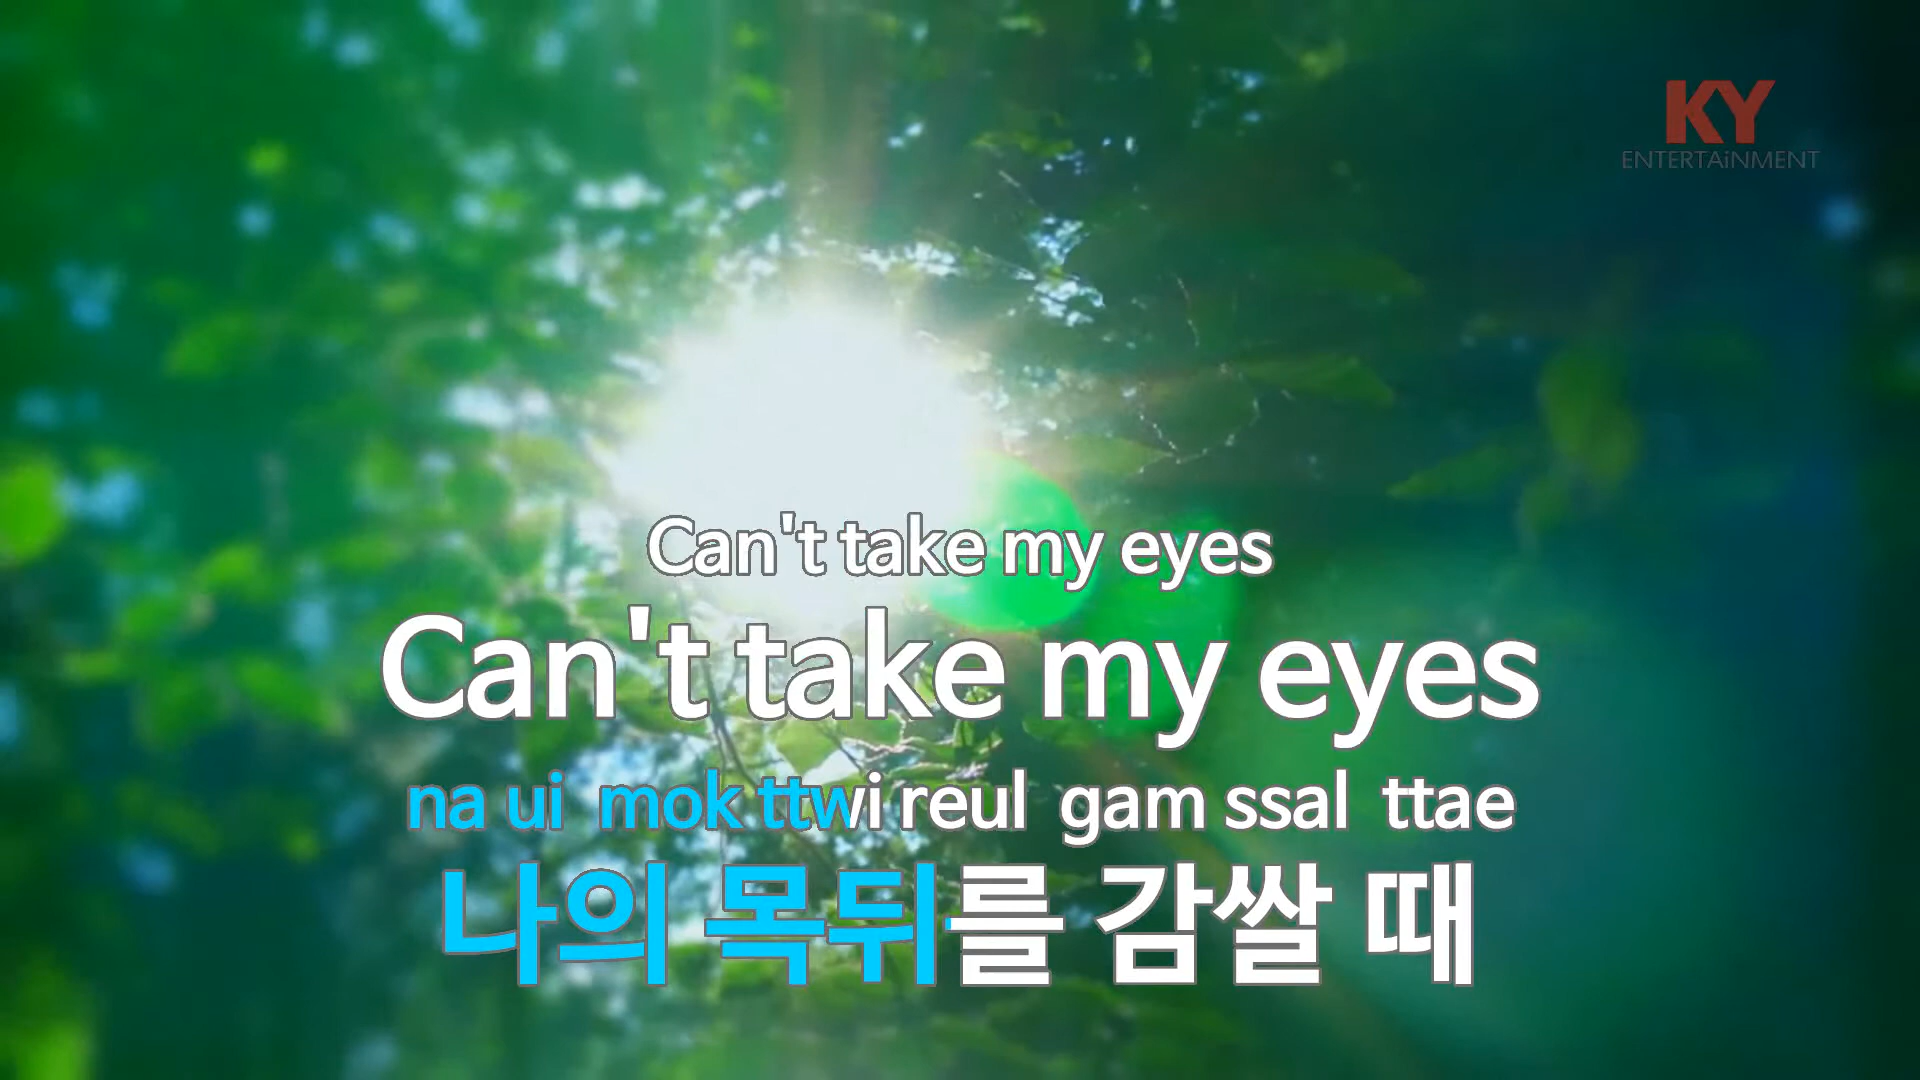 KY
ENTERTAiNMENT
Can't take my eyes
Can't take my eyes
na ui mok ttwi reul gam ssal ttae
나의 목뒤를 감쌀 때